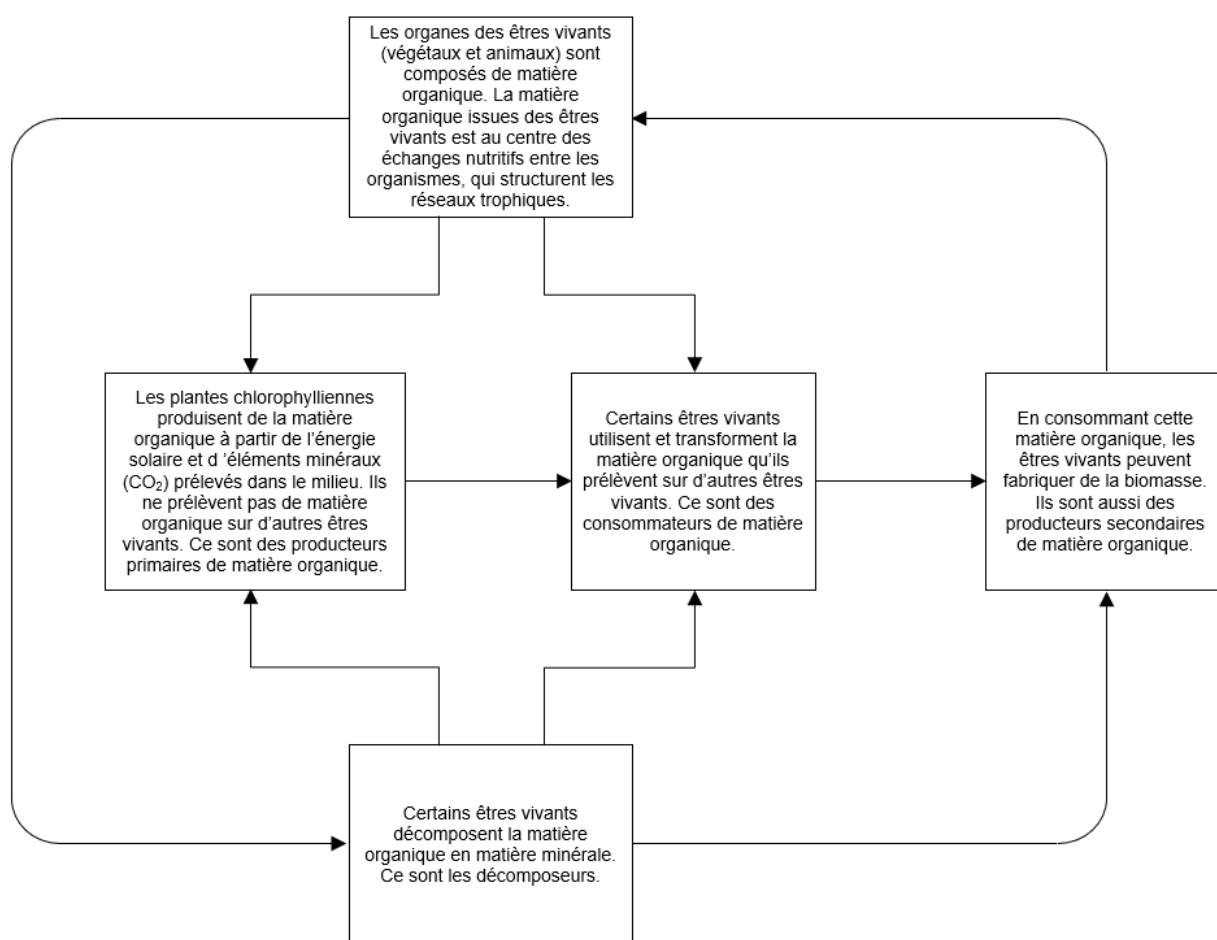 Les organes des êtres vivants
(végétaux et animaux) sont
composés de matière
organique. La matière
organique issues des êtres
vivants est au centre des
échanges nutritifs entre les
organismes, qui structurent les
réseaux trophiques.
Les plantes chlorophylliennes
produisent de la matière
organique à partir de l’énergie
solaire et d ’éléments minéraux
(CO₂) prélevés dans le milieu. Ils
ne prélèvent pas de matière
organique sur d’autres êtres
vivants. Ce sont des producteurs
primaires de matière organique.
Certains êtres vivants
utilisent et transforment la
matière organique qu’ils
prélèvent sur d’autres êtres
vivants. Ce sont des
consommateurs de matière
organique.
En consommant cette
matière organique, les
êtres vivants peuvent
fabriquer de la biomasse.
Ils sont aussi des
producteurs secondaires
de matière organique.
Certains êtres vivants
décomposent la matière
organique en matière minérale.
Ce sont les décomposeurs.